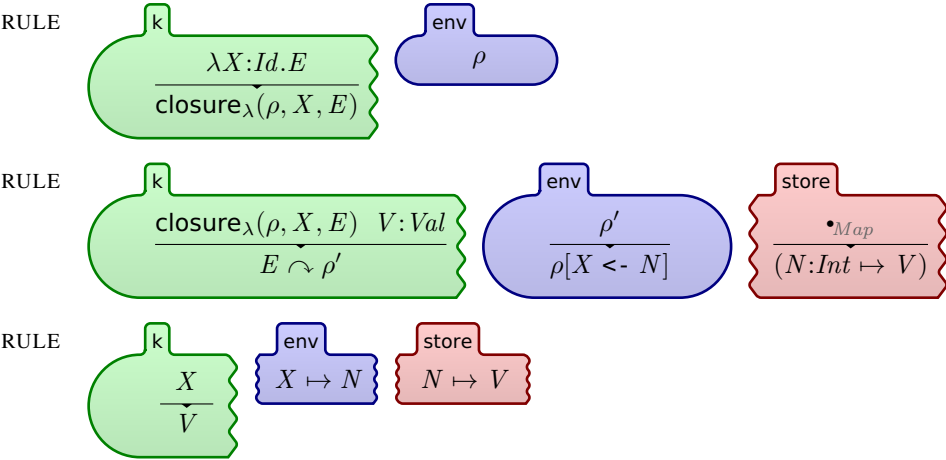 RULE k env
λX:Id.E ρ
closure_λ(ρ, X, E)
RULE k env store
closure_λ(ρ, X, E) V:Val ρ′ •_Map
E ↷ ρ′ ρ[X <- N] (N:Int ↦ V)
RULE k env store
X X ↦ N N ↦ V
V